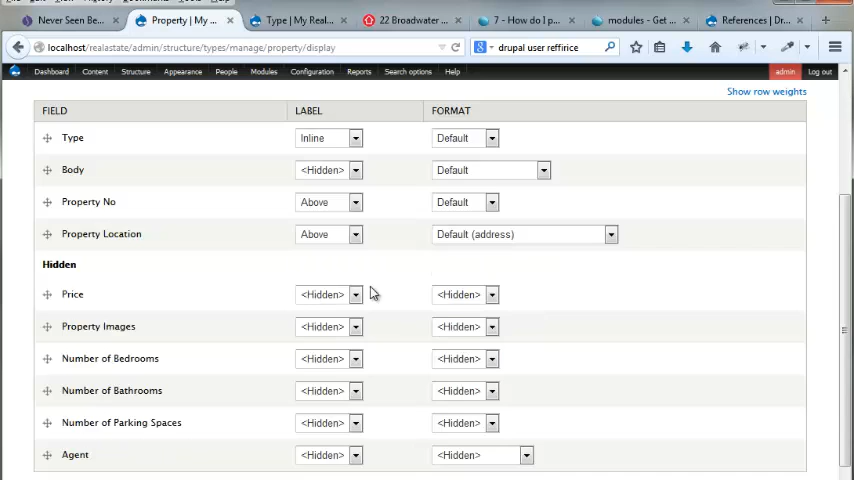 Never Seen Be...
Property | My ...
Type | My Real...
22 Broadwater ...
7 - How do I p...
modules - Get ...
References | Dr...
localhost/realastate/admin/structure/types/manage/property/display
drupal user reffirice
Dashboard Content Structure Appearance People Modules Configuration Reports Search options Help admin Log out
Show row weights
FIELD LABEL FORMAT
Type Inline Default
Body <Hidden> Default
Property No Above Default
Property Location Above Default (address)
Hidden
Price <Hidden> <Hidden>
Property Images <Hidden> <Hidden>
Number of Bedrooms <Hidden> <Hidden>
Number of Bathrooms <Hidden> <Hidden>
Number of Parking Spaces <Hidden> <Hidden>
Agent <Hidden> <Hidden>